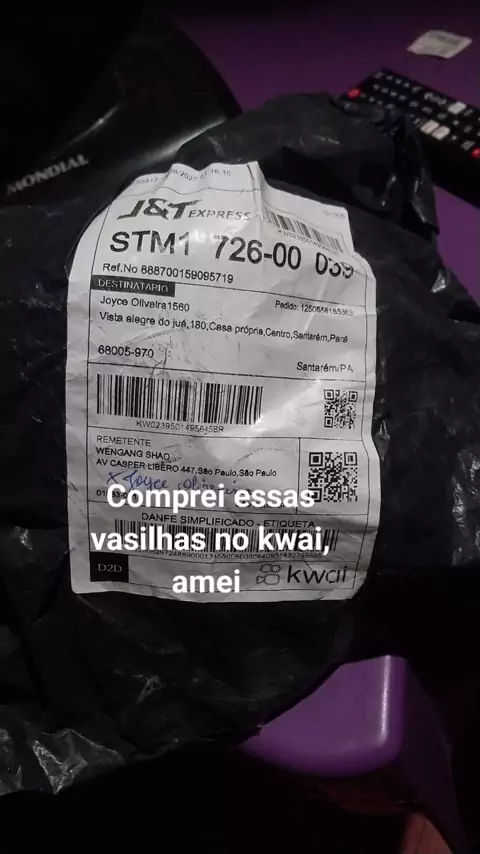 MONDIAL
J&T EXPRESS
STM1 726-00 039
Ref.No 888700159095719
DESTINATÁRIO
Joyce Oliveira1560
Vista alegre do juá,180,Casa própria,Centro,Santarém,Pará
68005-970
Santarém/PA
REMETENTE
WENGANG SHAO
AV CASPER LIBERO 447,São Paulo,São Paulo
Comprei essas
vasilhas no kwai,
amei
DANFE SIMPLIFICADO - ETIQUETA
D2D
kwai